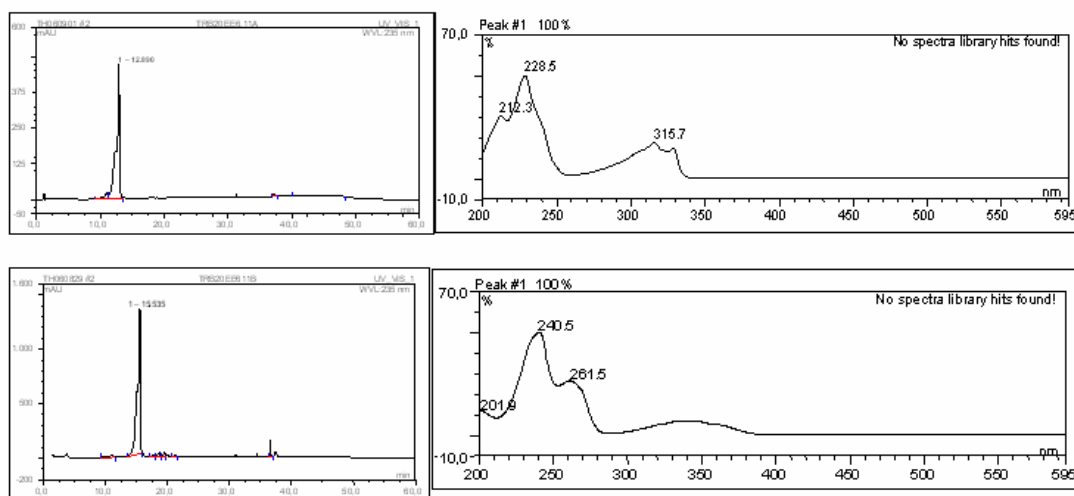 TH060901 #2 TRB20EE6.11A UV_VIS_1
mAU WVL:235 nm
600
375
250
125
-50
1 - 12,890
0,0 10,0 20,0 30,0 40,0 50,0 60,0
min
Peak #1 100%
70,0
%
No spectra library hits found!
228.5
212.3
315.7
-10,0
nm
200 250 300 350 400 450 500 550 595
TH060829 #2 TRB20EE6 11B UV_VIS_1
mAU WVL:235 nm
1.600
1.000
500
-200
1 - 15,535
0,0 10,0 20,0 30,0 40,0 50,0 60,0
min
Peak #1 100%
70,0
%
No spectra library hits found!
240.5
261.5
201.9
-10,0
nm
200 250 300 350 400 450 500 550 595